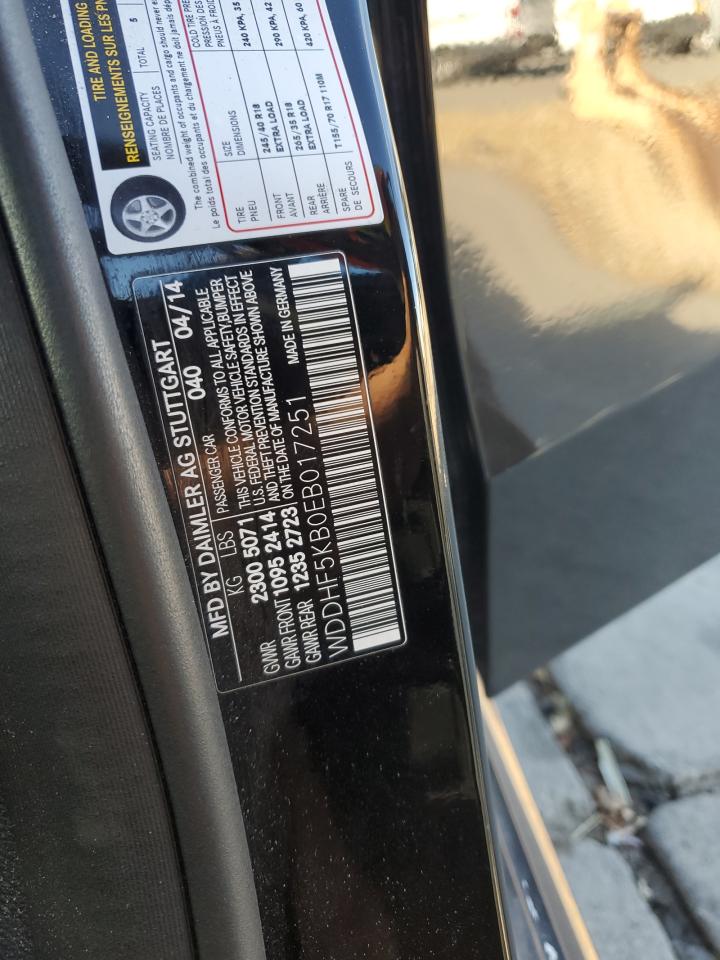 TIRE AND LOADING
RENSEIGNEMENTS SUR LES PN
SEATING CAPACITY
NOMBRE DE PLACES
TOTAL 5
The combined weight of occupants and cargo should never e
Le poids total des occupants et du chargement ne doit jamais dép
TIRE
PNEU
SIZE
DIMENSIONS
COLD TIRE PRE
PRESSION DES
PNEUS À FROID
FRONT
AVANT
245/40 R18
EXTRA LOAD
240 KPA, 35
REAR
ARRIÈRE
265/35 R18
EXTRA LOAD
290 KPA, 42
SPARE
DE SECOURS
T155/70 R17 110M
420 KPA, 60
MFD BY DAIMLER AG STUTTGART
040 04/14
KG LBS PASSENGER CAR
GVWR 2300 5071
GAWR FRONT 1095 2414
GAWR REAR 1235 2723
THIS VEHICLE CONFORMS TO ALL APPLICABLE
U.S. FEDERAL MOTOR VEHICLE SAFETY,BUMPER
AND THEFT PREVENTION STANDARDS IN EFFECT
ON THE DATE OF MANUFACTURE SHOWN ABOVE
WDDHF5KB0EB017251 MADE IN GERMANY